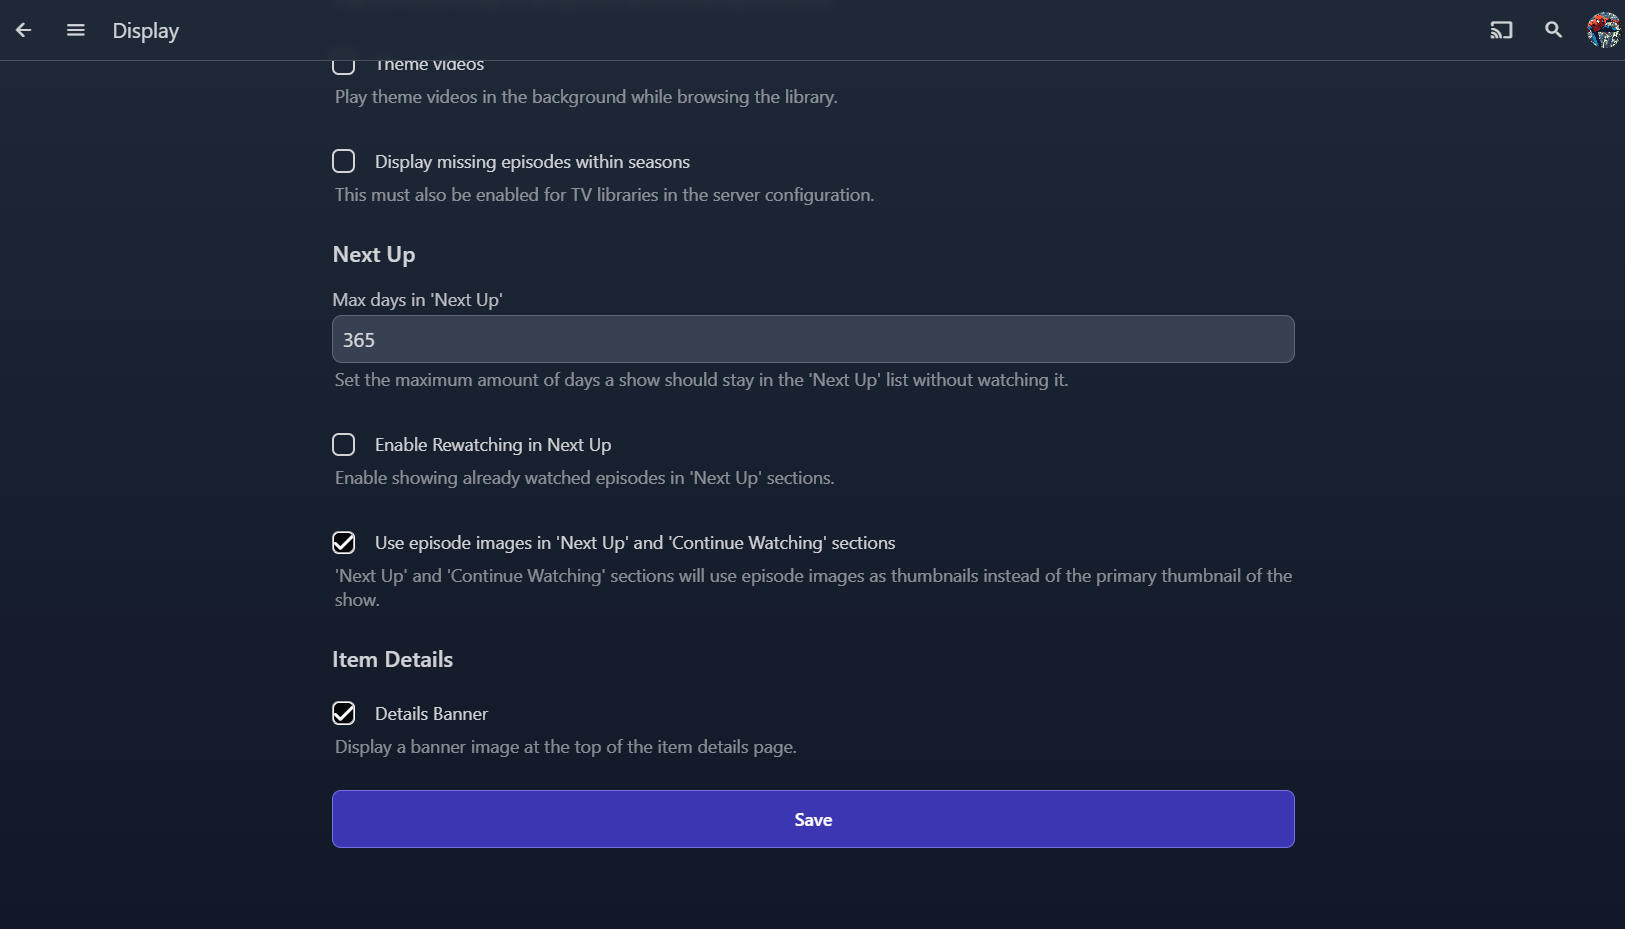 Display
Theme videos
Play theme videos in the background while browsing the library.
Display missing episodes within seasons
This must also be enabled for TV libraries in the server configuration.
Next Up
Max days in 'Next Up'
365
Set the maximum amount of days a show should stay in the 'Next Up' list without watching it.
Enable Rewatching in Next Up
Enable showing already watched episodes in 'Next Up' sections.
Use episode images in 'Next Up' and 'Continue Watching' sections
'Next Up' and 'Continue Watching' sections will use episode images as thumbnails instead of the primary thumbnail of the
show.
Item Details
Details Banner
Display a banner image at the top of the item details page.
Save